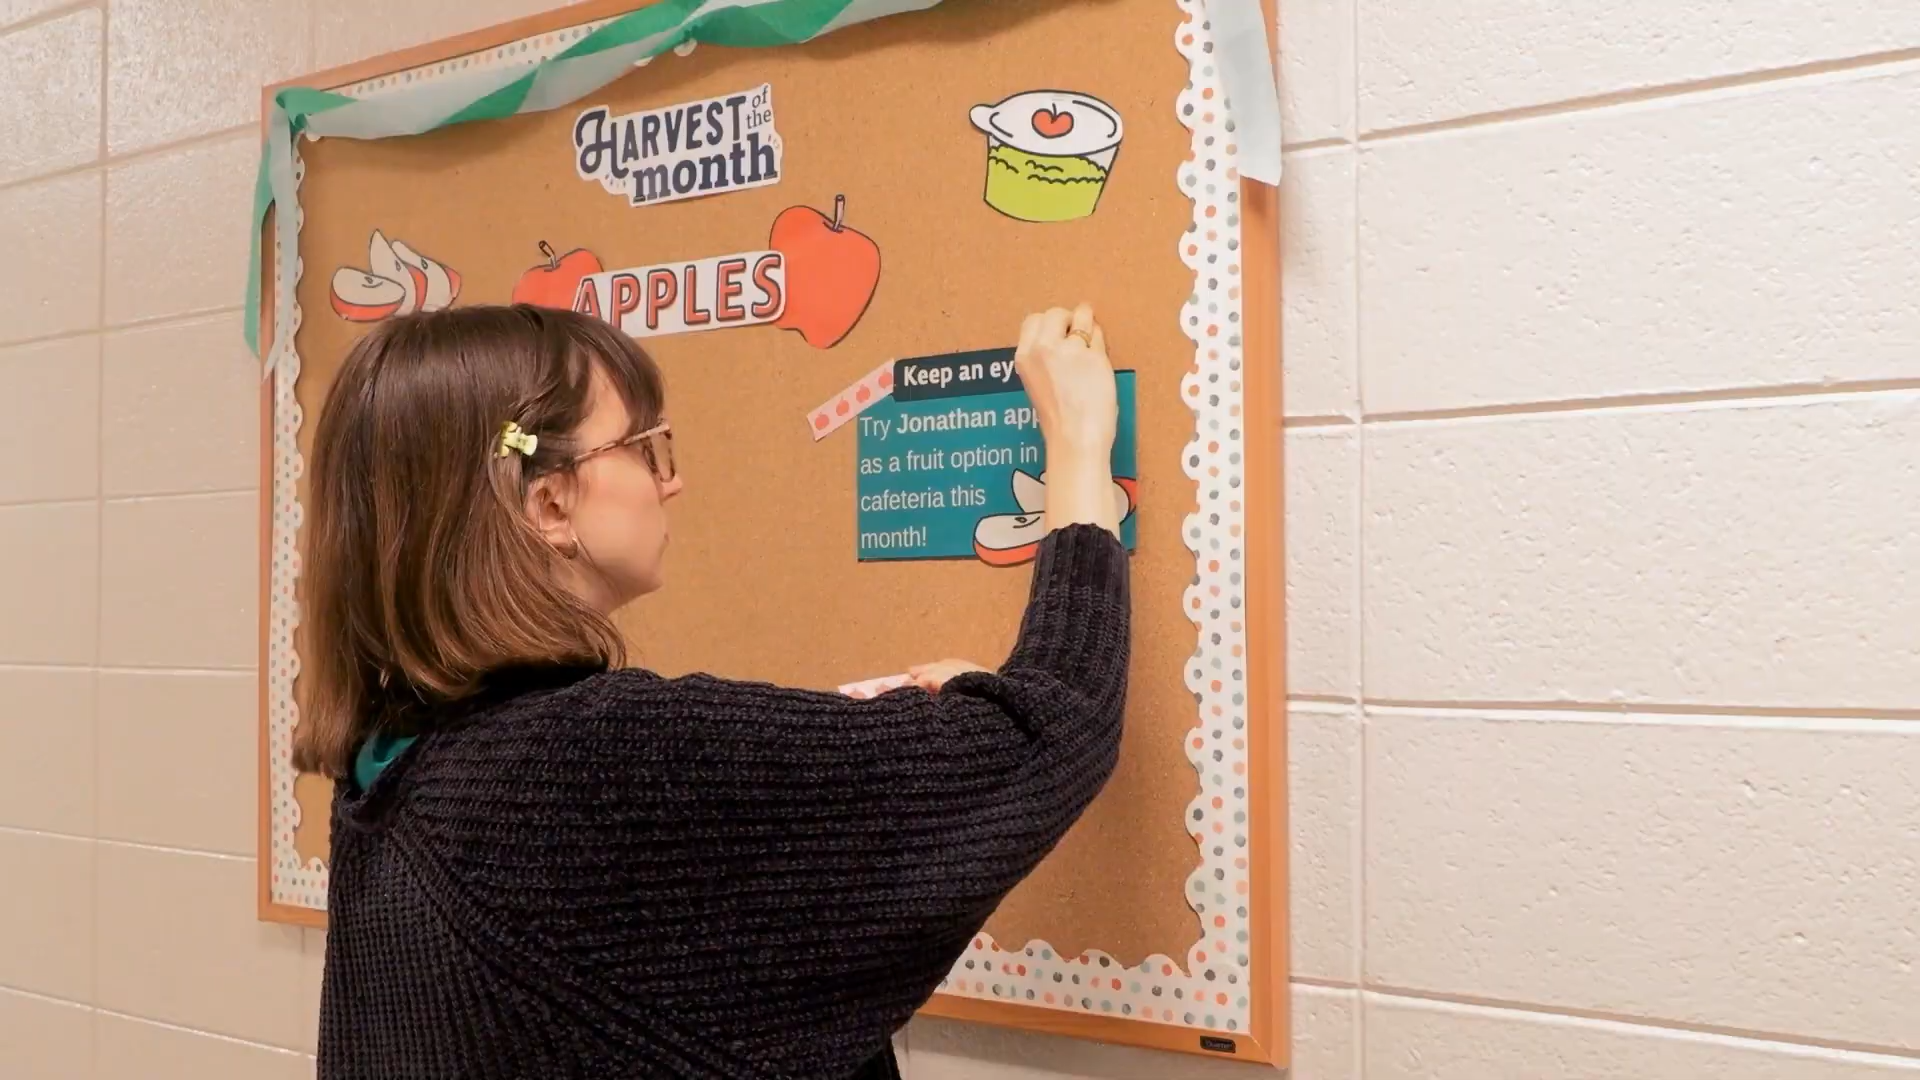 HARVEST of
the
month
APPLES
Keep an ey
Try Jonathan app
as a fruit option in
cafeteria this
month!